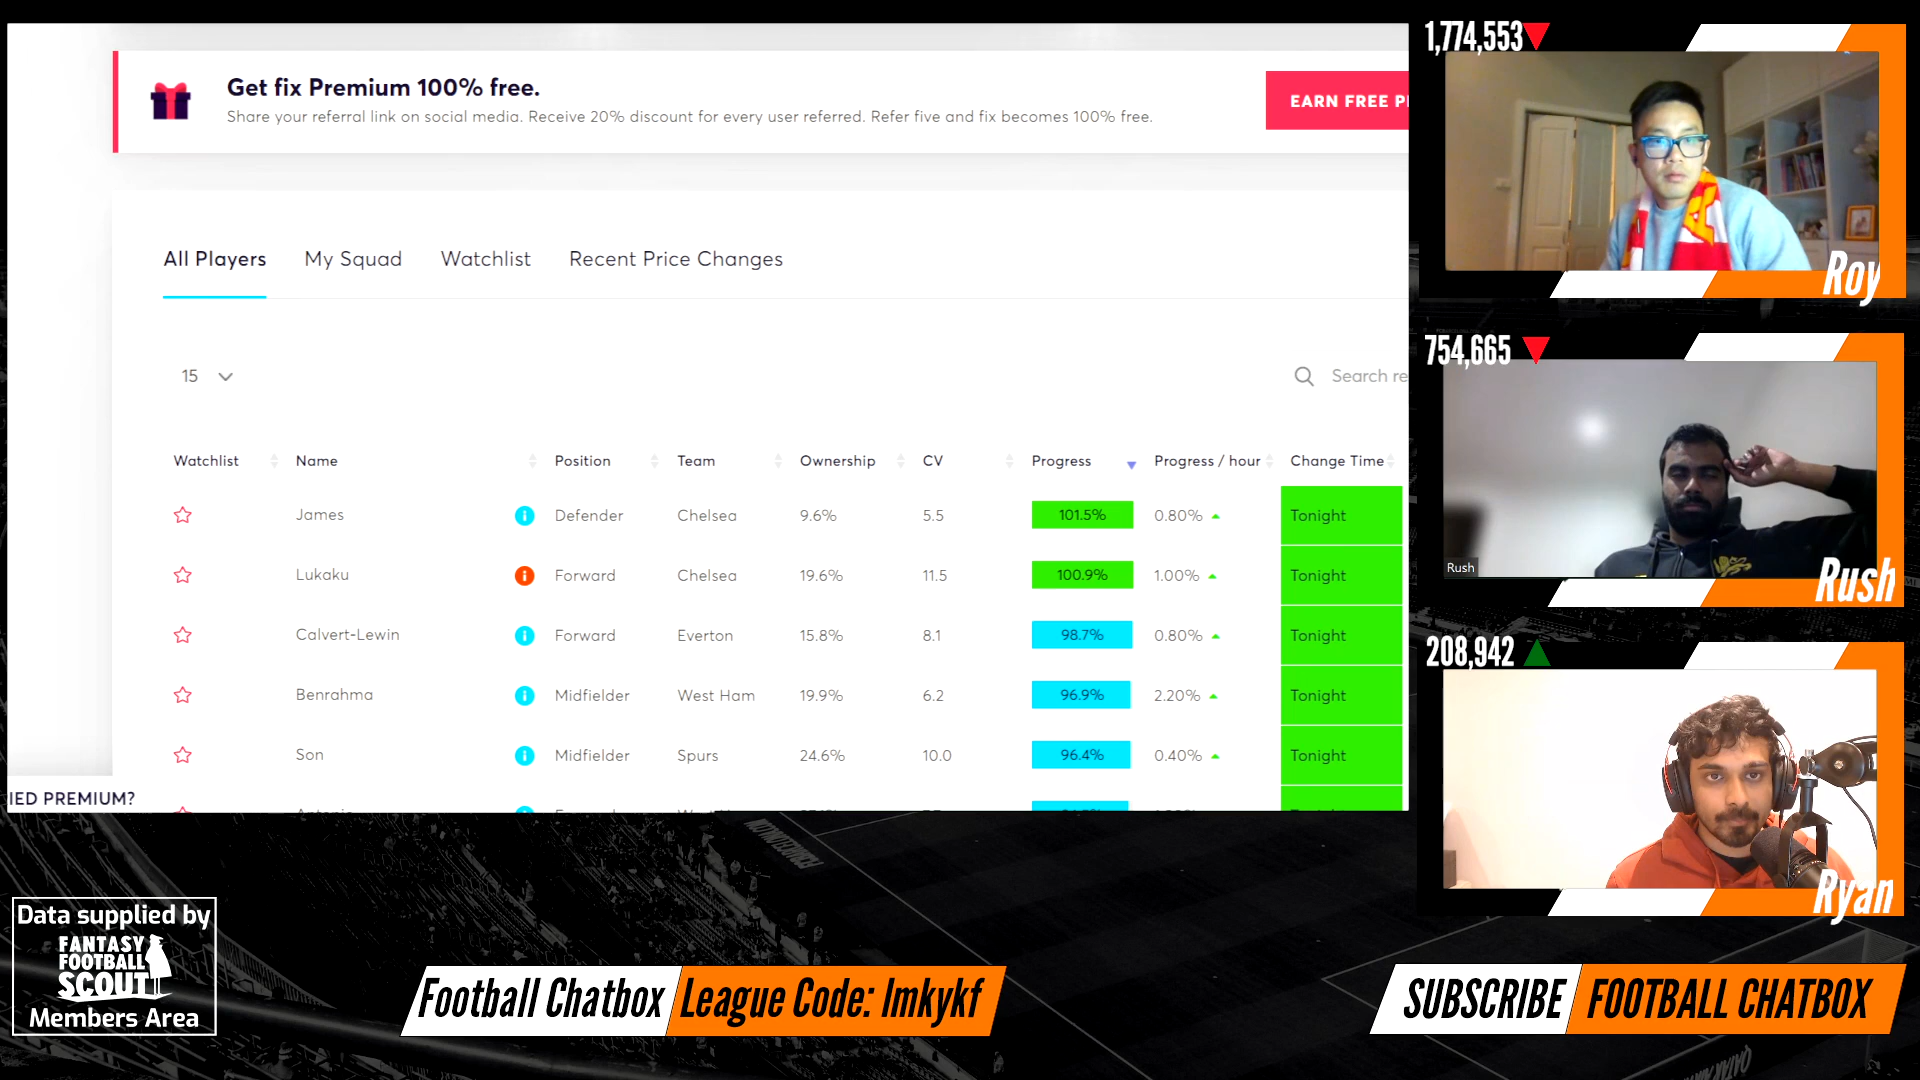 Get fix Premium 100% free.
Share your referral link on social media. Receive 20% discount for every user referred. Refer five and fix becomes 100% free.
EARN FREE
All Players My Squad Watchlist Recent Price Changes
15
Search
Watchlist Name Position Team Ownership CV Progress Progress / hour Change Time
James Defender Chelsea 9.6% 5.5 101.5% 0.80% Tonight
Lukaku Forward Chelsea 19.6% 11.5 100.9% 1.00% Tonight
Calvert-Lewin Forward Everton 15.8% 8.1 98.7% 0.80% Tonight
Benrahma Midfielder West Ham 19.9% 6.2 96.9% 2.20% Tonight
Son Midfielder Spurs 24.6% 10.0 96.4% 0.40% Tonight
IED PREMIUM?
1,774,553
Roy
754,665
Rush
Rush
208,942
Ryan
Data supplied by
FANTASY
FOOTBALL
SCOUT
Members Area
Football Chatbox League Code: lmkykf
SUBSCRIBE FOOTBALL CHATBOX